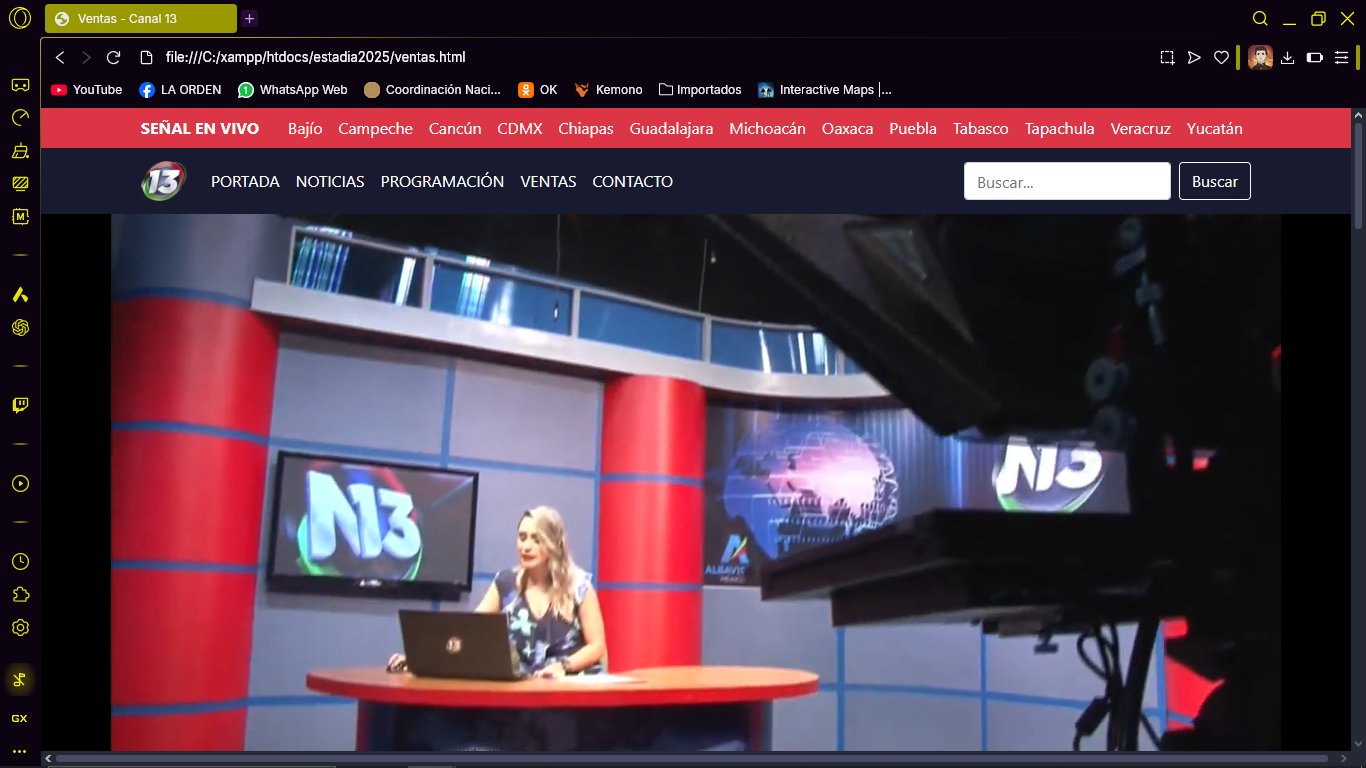 Ventas - Canal 13
file:///C:/xampp/htdocs/estadia2025/ventas.html
YouTube LA ORDEN WhatsApp Web Coordinación Naci... OK Kemono Importados Interactive Maps |...
SEÑAL EN VIVO Bajío Campeche Cancún CDMX Chiapas Guadalajara Michoacán Oaxaca Puebla Tabasco Tapachula Veracruz Yucatán
13 PORTADA NOTICIAS PROGRAMACIÓN VENTAS CONTACTO Buscar... Buscar
N13
N13
13
M
1
GX